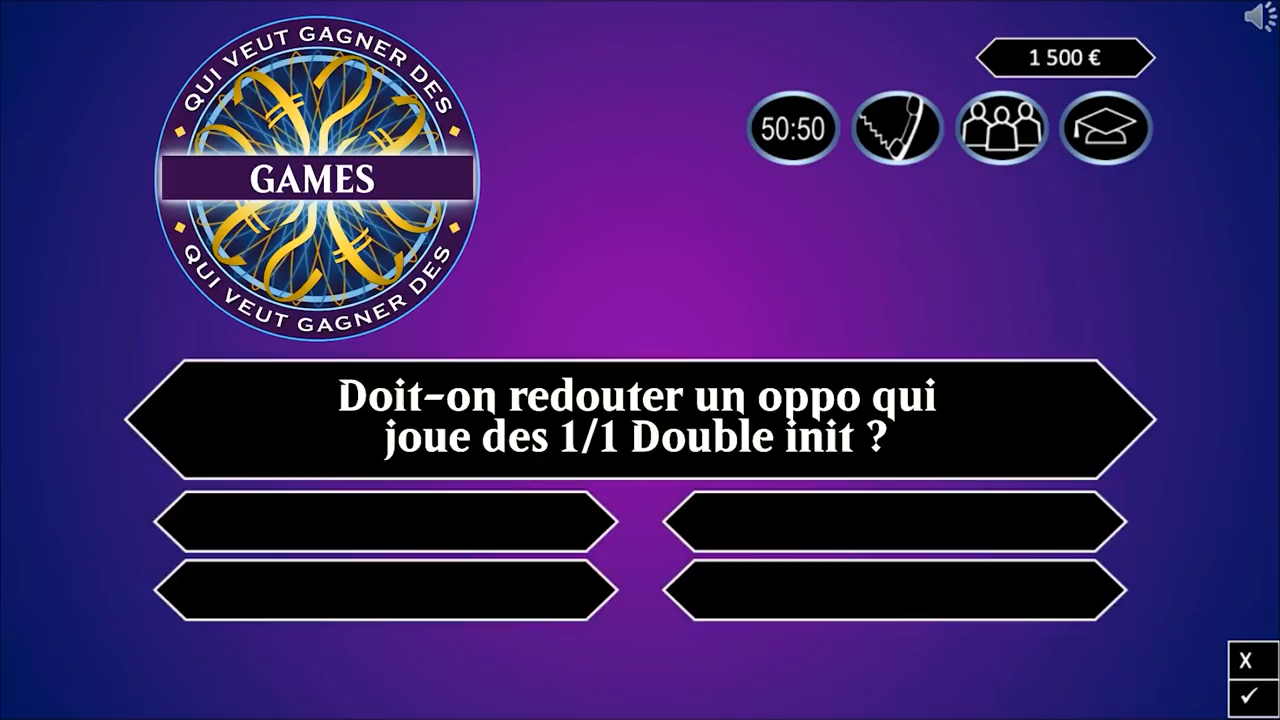 QUI VEUT GAGNER DES
GAMES
QUI VEUT GAGNER DES
1 500 €
50:50
Doit-on redouter un oppo qui
joue des 1/1 Double init ?
X
✓